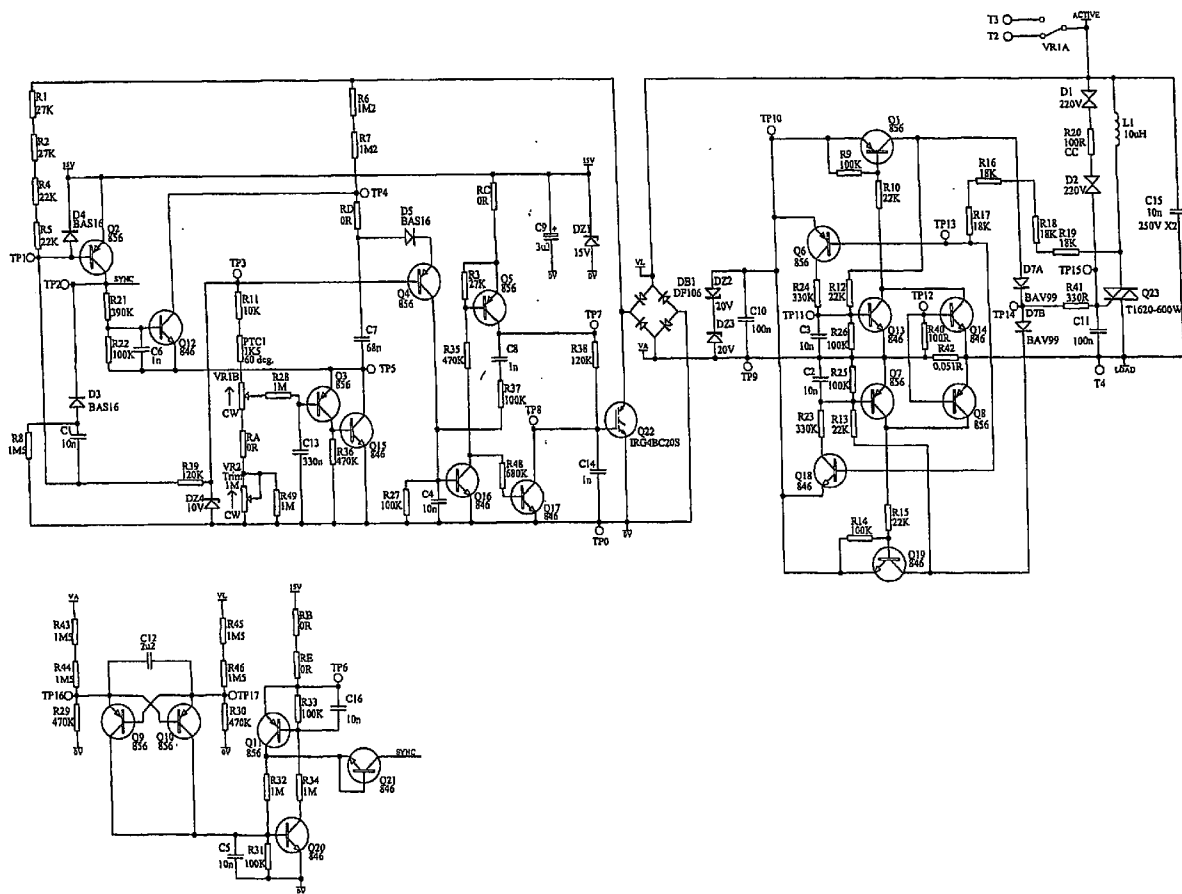 T3
T2
ACTIVE
VR1A
R1
27K
R2
27K
R4
22K
R5
22K
15V
D4
BAS16
Q2
856
TP1
TP2
SYNC
R21
390K
R22
100K
C6
1n
Q12
846
D3
BAS16
R8
1M5
10n
R39
120K
DZ4
10V
TP3
R11
10K
PTC1
1K5
60 deg.
VR1B
CW
R28
1M
RA
0R
VR2
Trim
1M
CW
R49
1M
C13
330n
Q3
856
R36
470K
Q15
846
R6
1M2
R7
1M2
TP4
RD
0R
D5
BAS16
C7
68n
TP5
Q4
856
R27
100K
C4
10n
Q16
846
R35
470K
R3
27K
RC
0R
Q5
856
C8
1n
R37
100K
R48
680K
Q17
846
C9
3u3
0V
15V
DZ1
15V
0V
TP7
R38
120K
TP8
C14
1n
TP0
Q22
IRG4BC20S
0V
VL
VA
DB1
DF106
DZ2
20V
DZ3
20V
C10
100n
TP9
TP10
856
R9
100K
R10
22K
Q6
856
R24
330K
R12
22K
TP11
C3
10n
R26
100K
Q13
846
TP12
R40
100R
Q14
846
R42
0.051R
C2
10n
R25
100K
R23
330K
R13
22K
Q7
856
Q8
856
Q18
846
R14
100K
R15
22K
Q19
846
TP13
R16
18K
R17
18K
R18
18K
R19
18K
D1
220V
R20
100R
CC
D2
220V
L1
10uH
C15
10n
250V X2
D7A
BAV99
D7B
BAV99
TP14
R41
330R
TP15
C11
100n
T4
Q23
T1620-600W
LOAD
VA
R43
1M5
R44
1M5
TP16
R29
470K
0V
C12
2u2
Q9
856
Q10
856
VL
R45
1M5
R46
1M5
TP17
R30
470K
0V
15V
RB
0R
RE
0R
TP6
R33
100K
C16
10n
Q11
856
R32
1M
R34
1M
Q21
846
SYNC
C5
10n
R31
100K
Q20
846
0V